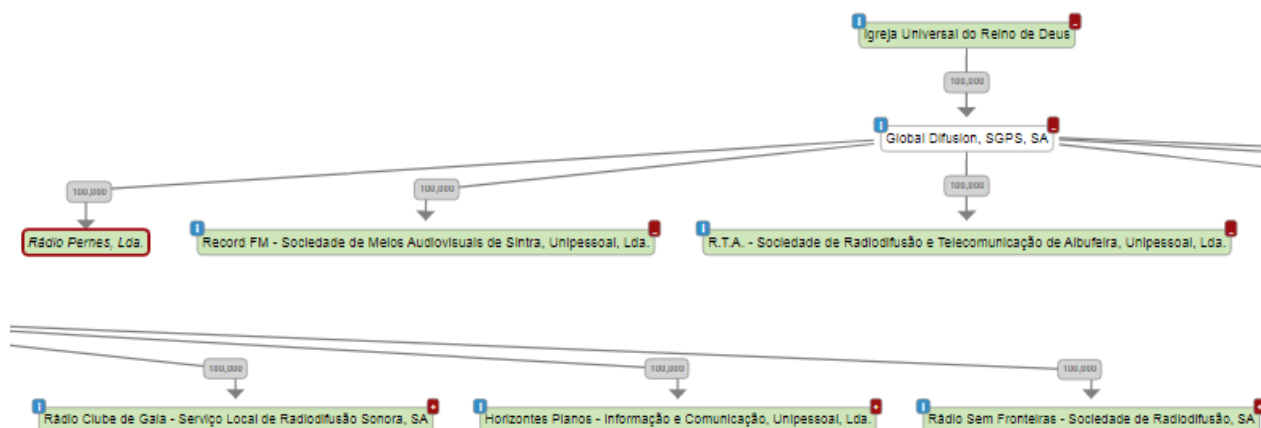 Igreja Universal do Reino de Deus
100,000
Global Difusion, SGPS, SA
100,000
100,000
100,000
Rádio Pernes, Lda.
Record FM - Sociedade de Meios Audiovisuais de Sintra, Unipessoal, Lda.
R.T.A. - Sociedade de Radiodifusão e Telecomunicação de Albufeira, Unipessoal, Lda.
100,000
100,000
100,000
Rádio Clube de Gaia - Serviço Local de Radiodifusão Sonora, SA
Horizontes Planos - Informação e Comunicação, Unipessoal, Lda.
Rádio Sem Fronteiras - Sociedade de Radiodifusão, SA